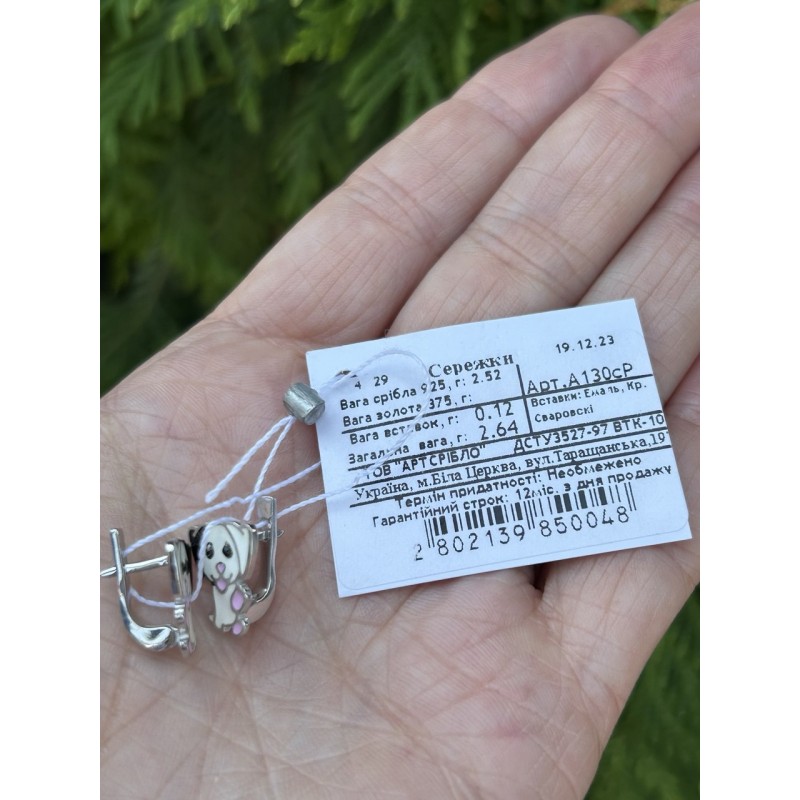 Сережки
19.12.23
4 29
Вага срібла 925, г: 2.52
Арт.А130сР
Вага золота 375, г:
Вставки: Емаль, Кр.
Сваровскі
Вага вставок, г: 0.12
Загальна вага, г: 2.64
ДСТУ3527-97 ВТК-10
ТОВ "АРТСРІБЛО"
Україна, м.Біла Церква, вул.Таращанська,19
Термін придатності: Необмежено
Гарантійний строк: 12міс. з дня продажу
2 802139 850048